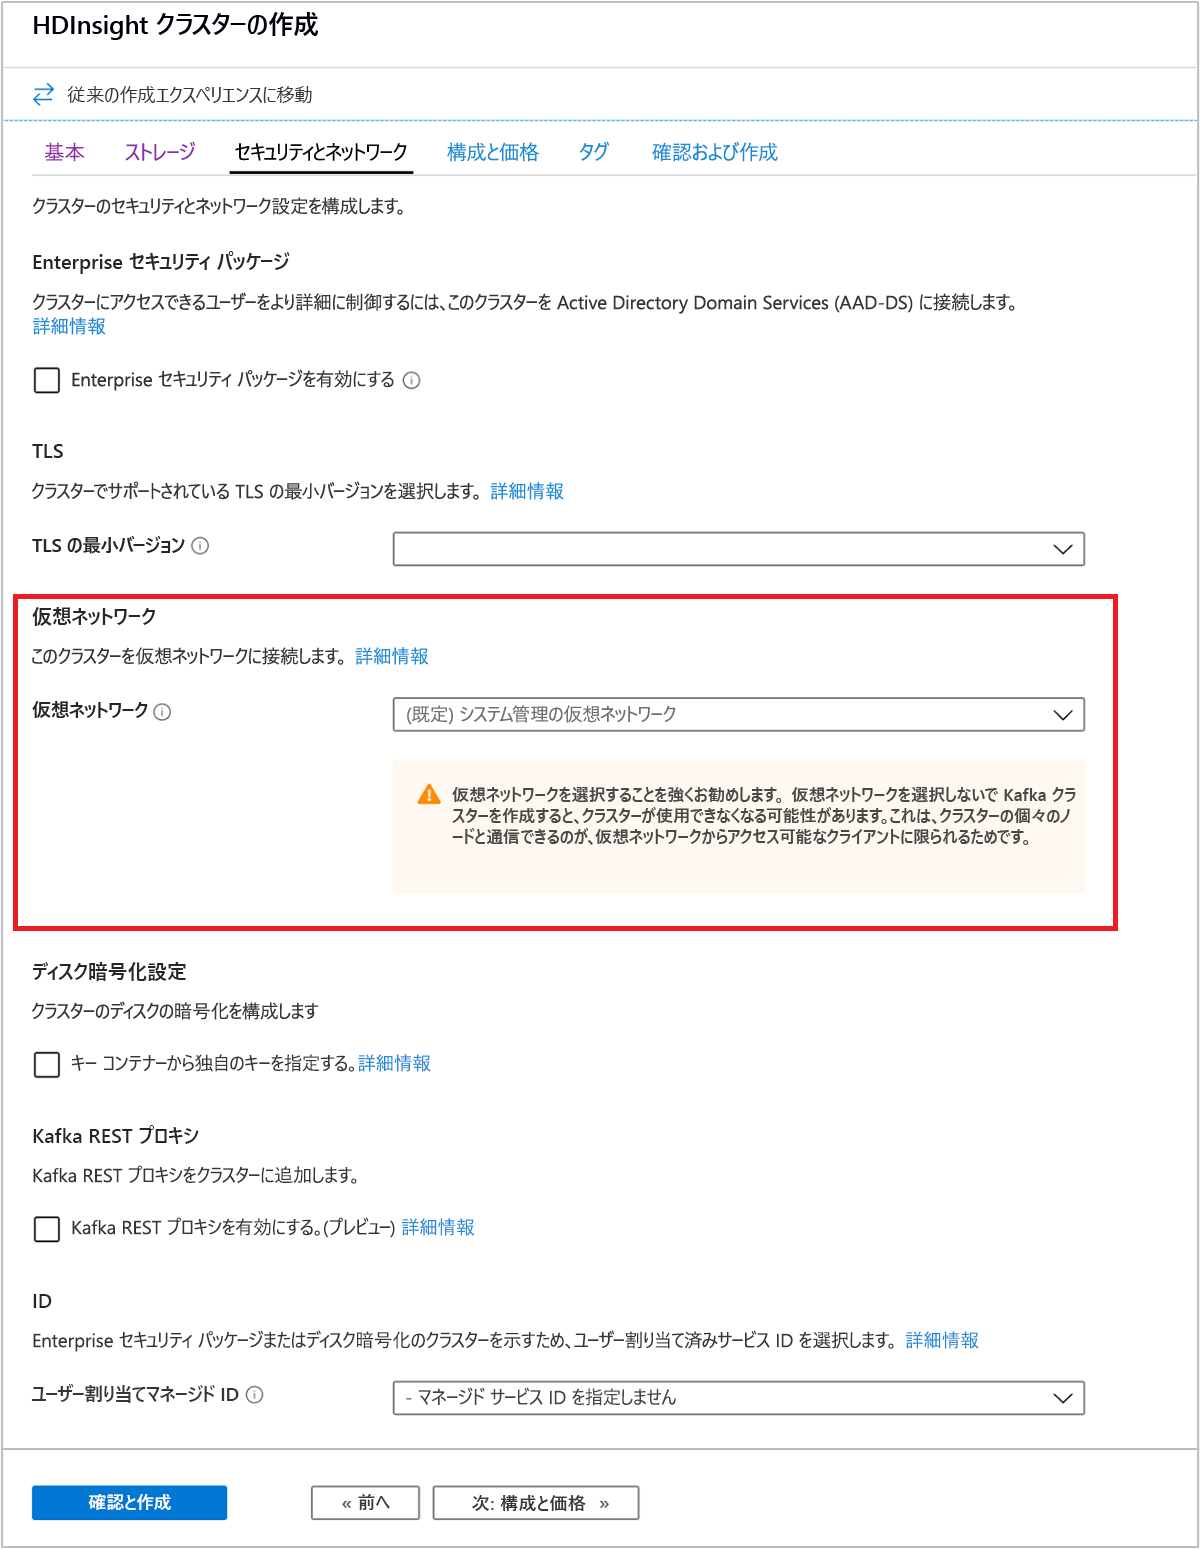 HDInsight クラスターの作成
従来の作成エクスペリエンスに移動
基本 ストレージ セキュリティとネットワーク 構成と価格 タグ 確認および作成
クラスターのセキュリティとネットワーク設定を構成します。
Enterprise セキュリティ パッケージ
クラスターにアクセスできるユーザーをより詳細に制御するには、このクラスターを Active Directory Domain Services (AAD-DS) に接続します。
詳細情報
Enterprise セキュリティ パッケージを有効にする
TLS
クラスターでサポートされている TLS の最小バージョンを選択します。 詳細情報
TLS の最小バージョン
仮想ネットワーク
このクラスターを仮想ネットワークに接続します。 詳細情報
仮想ネットワーク (既定) システム管理の仮想ネットワーク
仮想ネットワークを選択することを強くお勧めします。 仮想ネットワークを選択しないで Kafka クラ
スターを作成すると、クラスターが使用できなくなる可能性があります。これは、クラスターの個々のノ
ードと通信できるのが、仮想ネットワークからアクセス可能なクライアントに限られるためです。
ディスク暗号化設定
クラスターのディスクの暗号化を構成します
キー コンテナーから独自のキーを指定する。詳細情報
Kafka REST プロキシ
Kafka REST プロキシをクラスターに追加します。
Kafka REST プロキシを有効にする。(プレビュー) 詳細情報
ID
Enterprise セキュリティ パッケージまたはディスク暗号化のクラスターを示すため、ユーザー割り当て済みサービス ID を選択します。 詳細情報
ユーザー割り当てマネージド ID - マネージド サービス ID を指定しません
確認と作成 « 前へ 次: 構成と価格 »